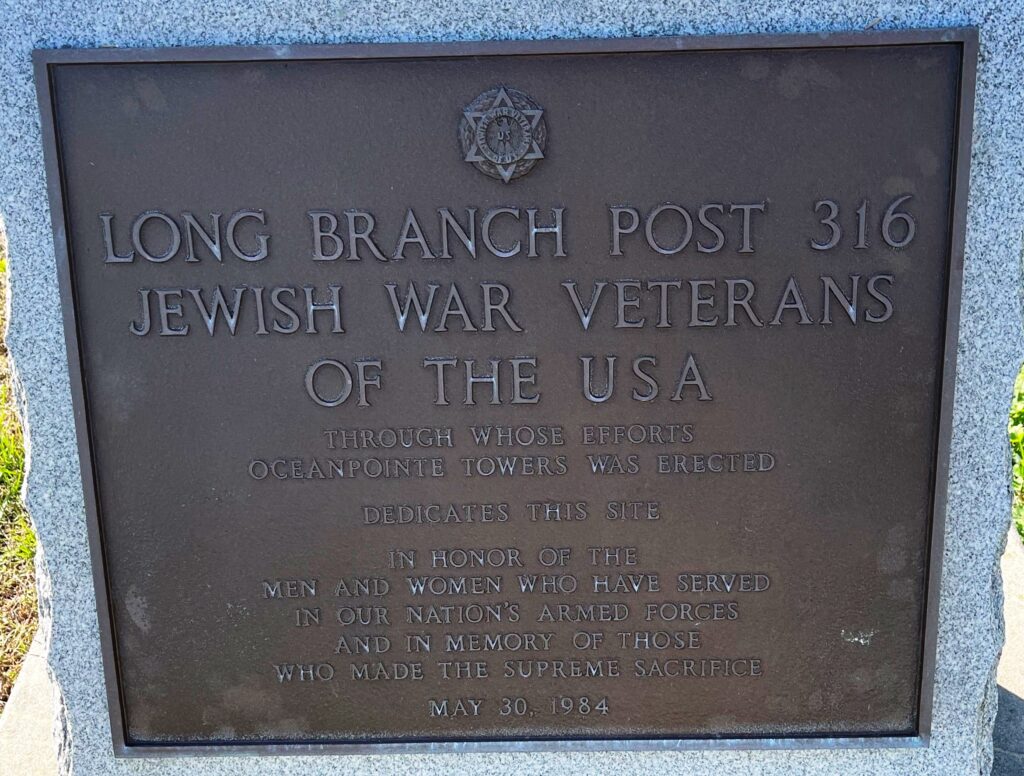 LONG BRANCH POST 316
JEWISH WAR VETERANS
OF THE USA
THROUGH WHOSE EFFORTS
OCEANPOINTE TOWERS WAS ERECTED
DEDICATES THIS SITE
IN HONOR OF THE
MEN AND WOMEN WHO HAVE SERVED
IN OUR NATION'S ARMED FORCES
AND IN MEMORY OF THOSE
WHO MADE THE SUPREME SACRIFICE
MAY 30, 1984